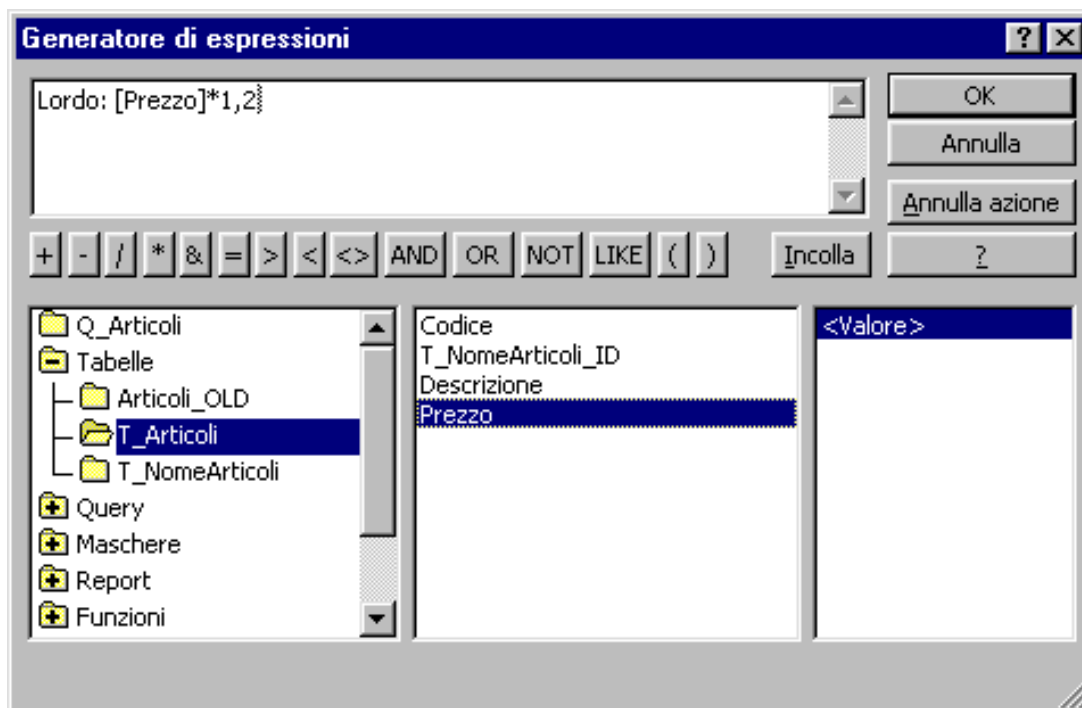 Generatore di espressioni
? ×
Lordo: [Prezzo]*1,2
OK
Annulla
Annulla azione
+ - / * & = > < <> AND OR NOT LIKE ( ) Incolla ?
Q_Articoli
Tabelle
Articoli_OLD
T_Articoli
T_NomeArticoli
Query
Maschere
Report
Funzioni
Codice
T_NomeArticoli_ID
Descrizione
Prezzo
<Valore>